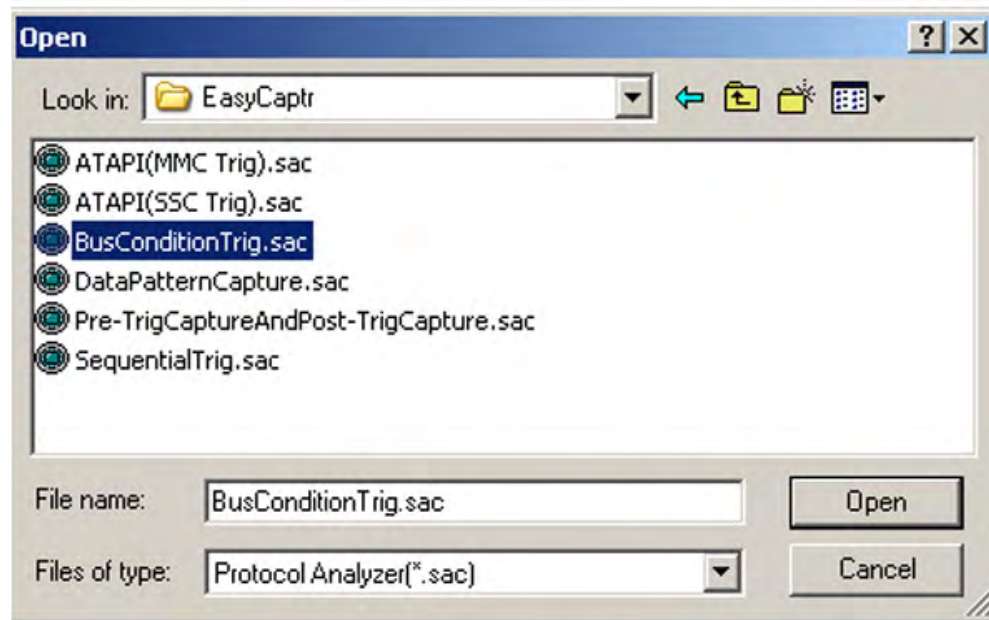 Open
Look in: EasyCaptr
ATAPI(MMC Trig).sac
ATAPI(SSC Trig).sac
BusConditionTrig.sac
DataPatternCapture.sac
Pre-TrigCaptureAndPost-TrigCapture.sac
SequentialTrig.sac
File name: BusConditionTrig.sac Open
Files of type: Protocol Analyzer(*.sac) Cancel